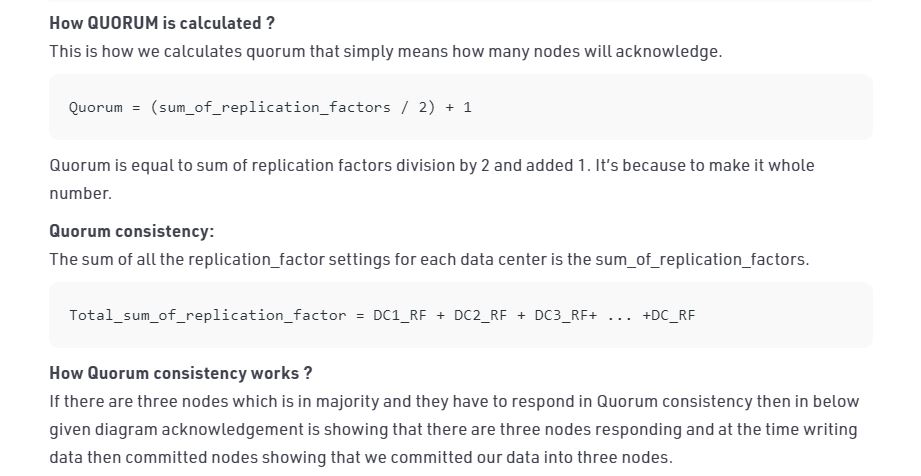 How QUORUM is calculated ?
This is how we calculates quorum that simply means how many nodes will acknowledge.
Quorum = (sum_of_replication_factors / 2) + 1
Quorum is equal to sum of replication factors division by 2 and added 1. It's because to make it whole
number.
Quorum consistency:
The sum of all the replication_factor settings for each data center is the sum_of_replication_factors.
Total_sum_of_replication_factor = DC1_RF + DC2_RF + DC3_RF+ ... +DC_RF
How Quorum consistency works ?
If there are three nodes which is in majority and they have to respond in Quorum consistency then in below
given diagram acknowledgement is showing that there are three nodes responding and at the time writing
data then committed nodes showing that we committed our data into three nodes.